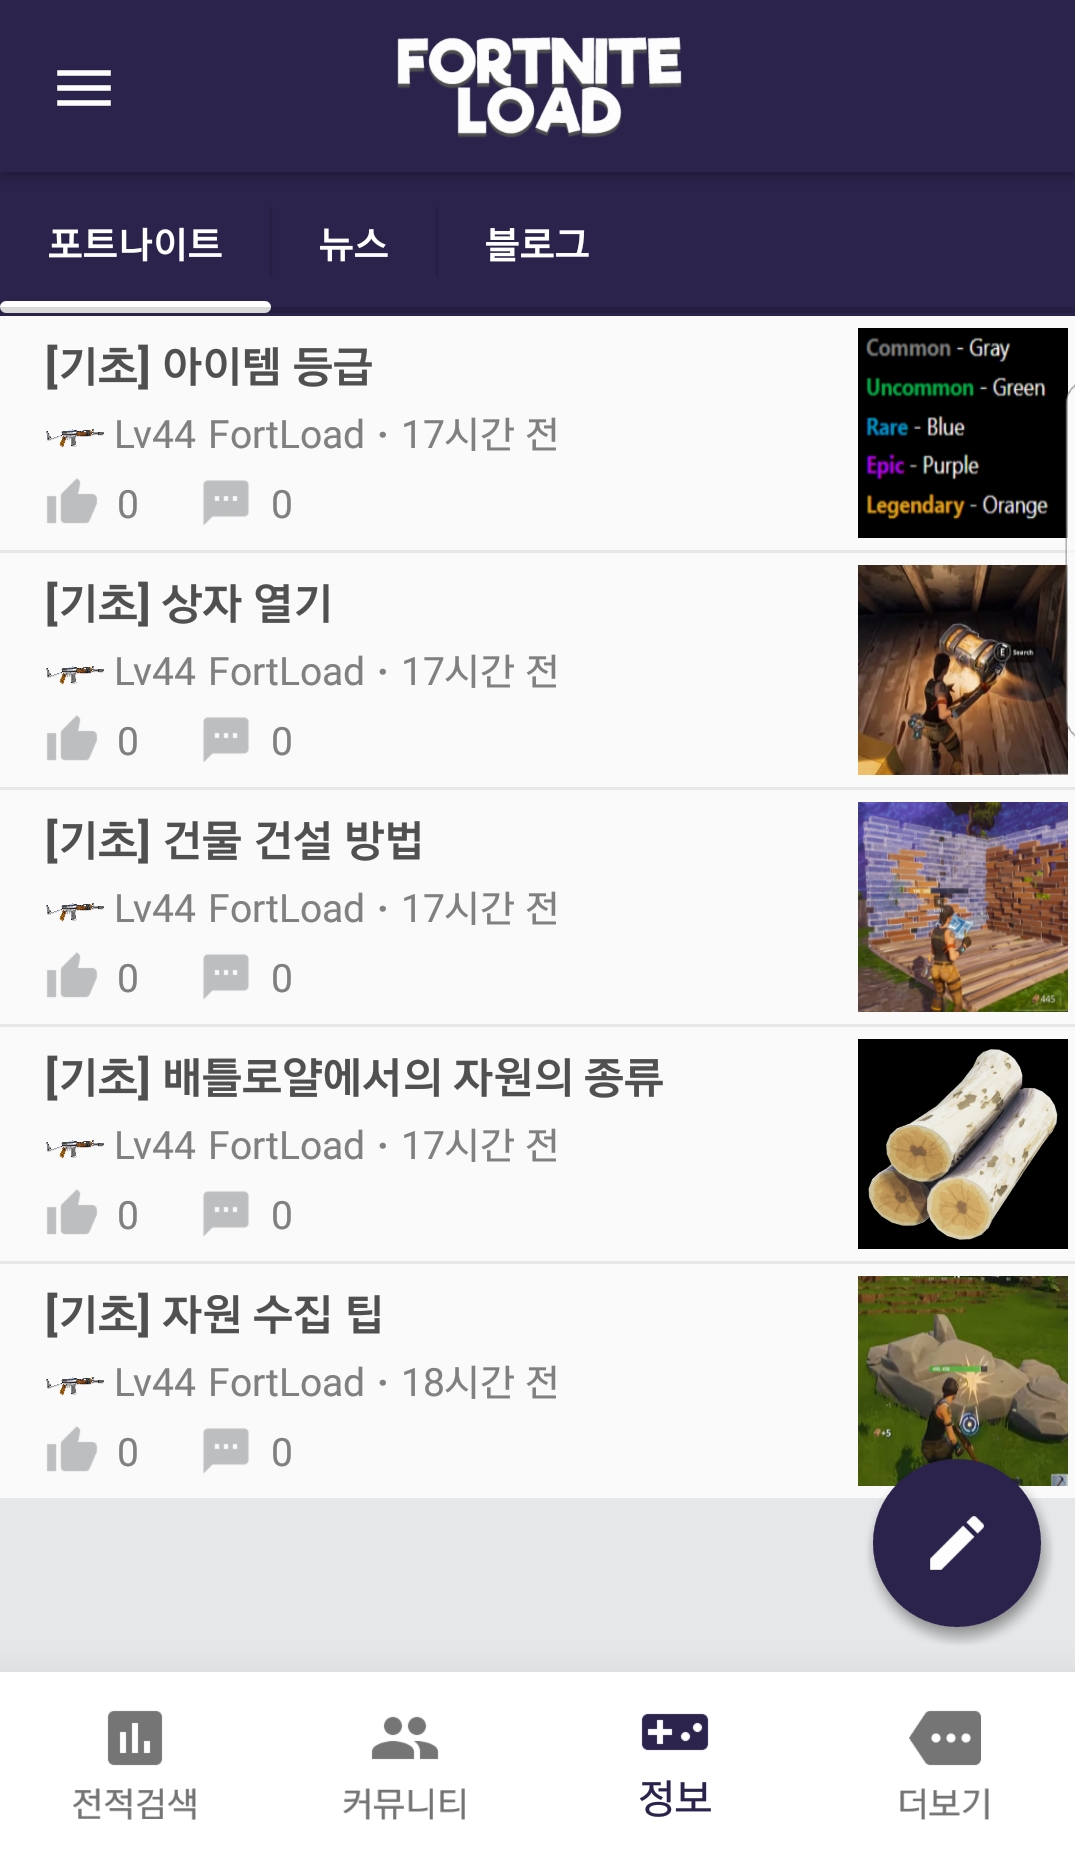 FORTNITE
LOAD
포트나이트
뉴스
블로그
[기초] 아이템 등급
Lv44 FortLoad · 17시간 전
0
0
Common - Gray
Uncommon - Green
Rare - Blue
Epic - Purple
Legendary - Orange
[기초] 상자 열기
Lv44 FortLoad · 17시간 전
0
0
E Search
[기초] 건물 건설 방법
Lv44 FortLoad · 17시간 전
0
0
445
[기초] 배틀로얄에서의 자원의 종류
Lv44 FortLoad · 17시간 전
0
0
[기초] 자원 수집 팁
Lv44 FortLoad · 18시간 전
0
0
+5
전적검색
커뮤니티
정보
더보기